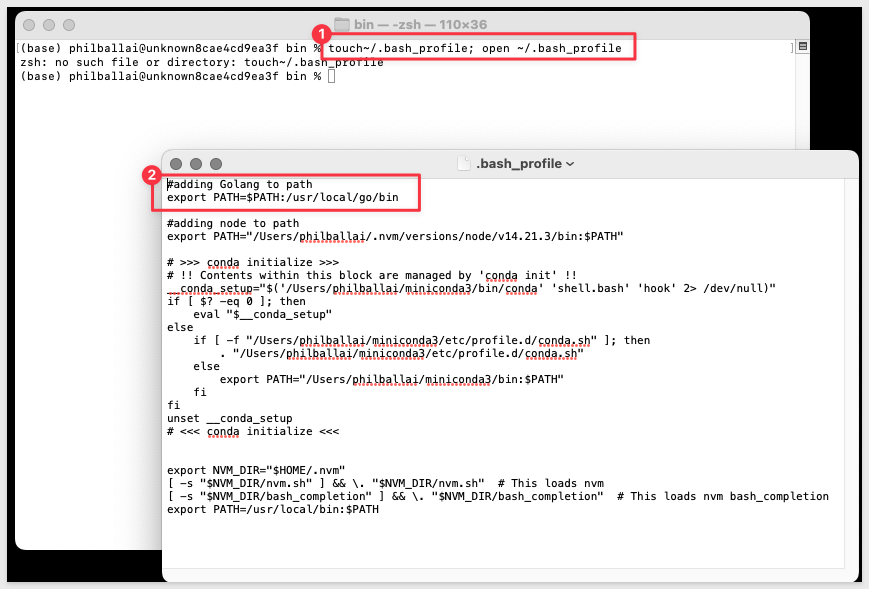 bin — -zsh — 110×36
1
(base) philballai@unknown8cae4cd9ea3f bin % touch~/.bash_profile; open ~/.bash_profile
zsh: no such file or directory: touch~/.bash_profile
(base) philballai@unknown8cae4cd9ea3f bin %
.bash_profile
2
#adding Golang to path
export PATH=$PATH:/usr/local/go/bin
#adding node to path
export PATH="/Users/philballai/.nvm/versions/node/v14.21.3/bin:$PATH"
# >>> conda initialize >>>
# !! Contents within this block are managed by 'conda init' !!
__conda_setup="$('/Users/philballai/miniconda3/bin/conda' 'shell.bash' 'hook' 2> /dev/null)"
if [ $? -eq 0 ]; then
    eval "$__conda_setup"
else
    if [ -f "/Users/philballai/miniconda3/etc/profile.d/conda.sh" ]; then
        . "/Users/philballai/miniconda3/etc/profile.d/conda.sh"
    else
        export PATH="/Users/philballai/miniconda3/bin:$PATH"
    fi
fi
unset __conda_setup
# <<< conda initialize <<<
export NVM_DIR="$HOME/.nvm"
[ -s "$NVM_DIR/nvm.sh" ] && \. "$NVM_DIR/nvm.sh"  # This loads nvm
[ -s "$NVM_DIR/bash_completion" ] && \. "$NVM_DIR/bash_completion"  # This loads nvm bash_completion
export PATH=/usr/local/bin:$PATH